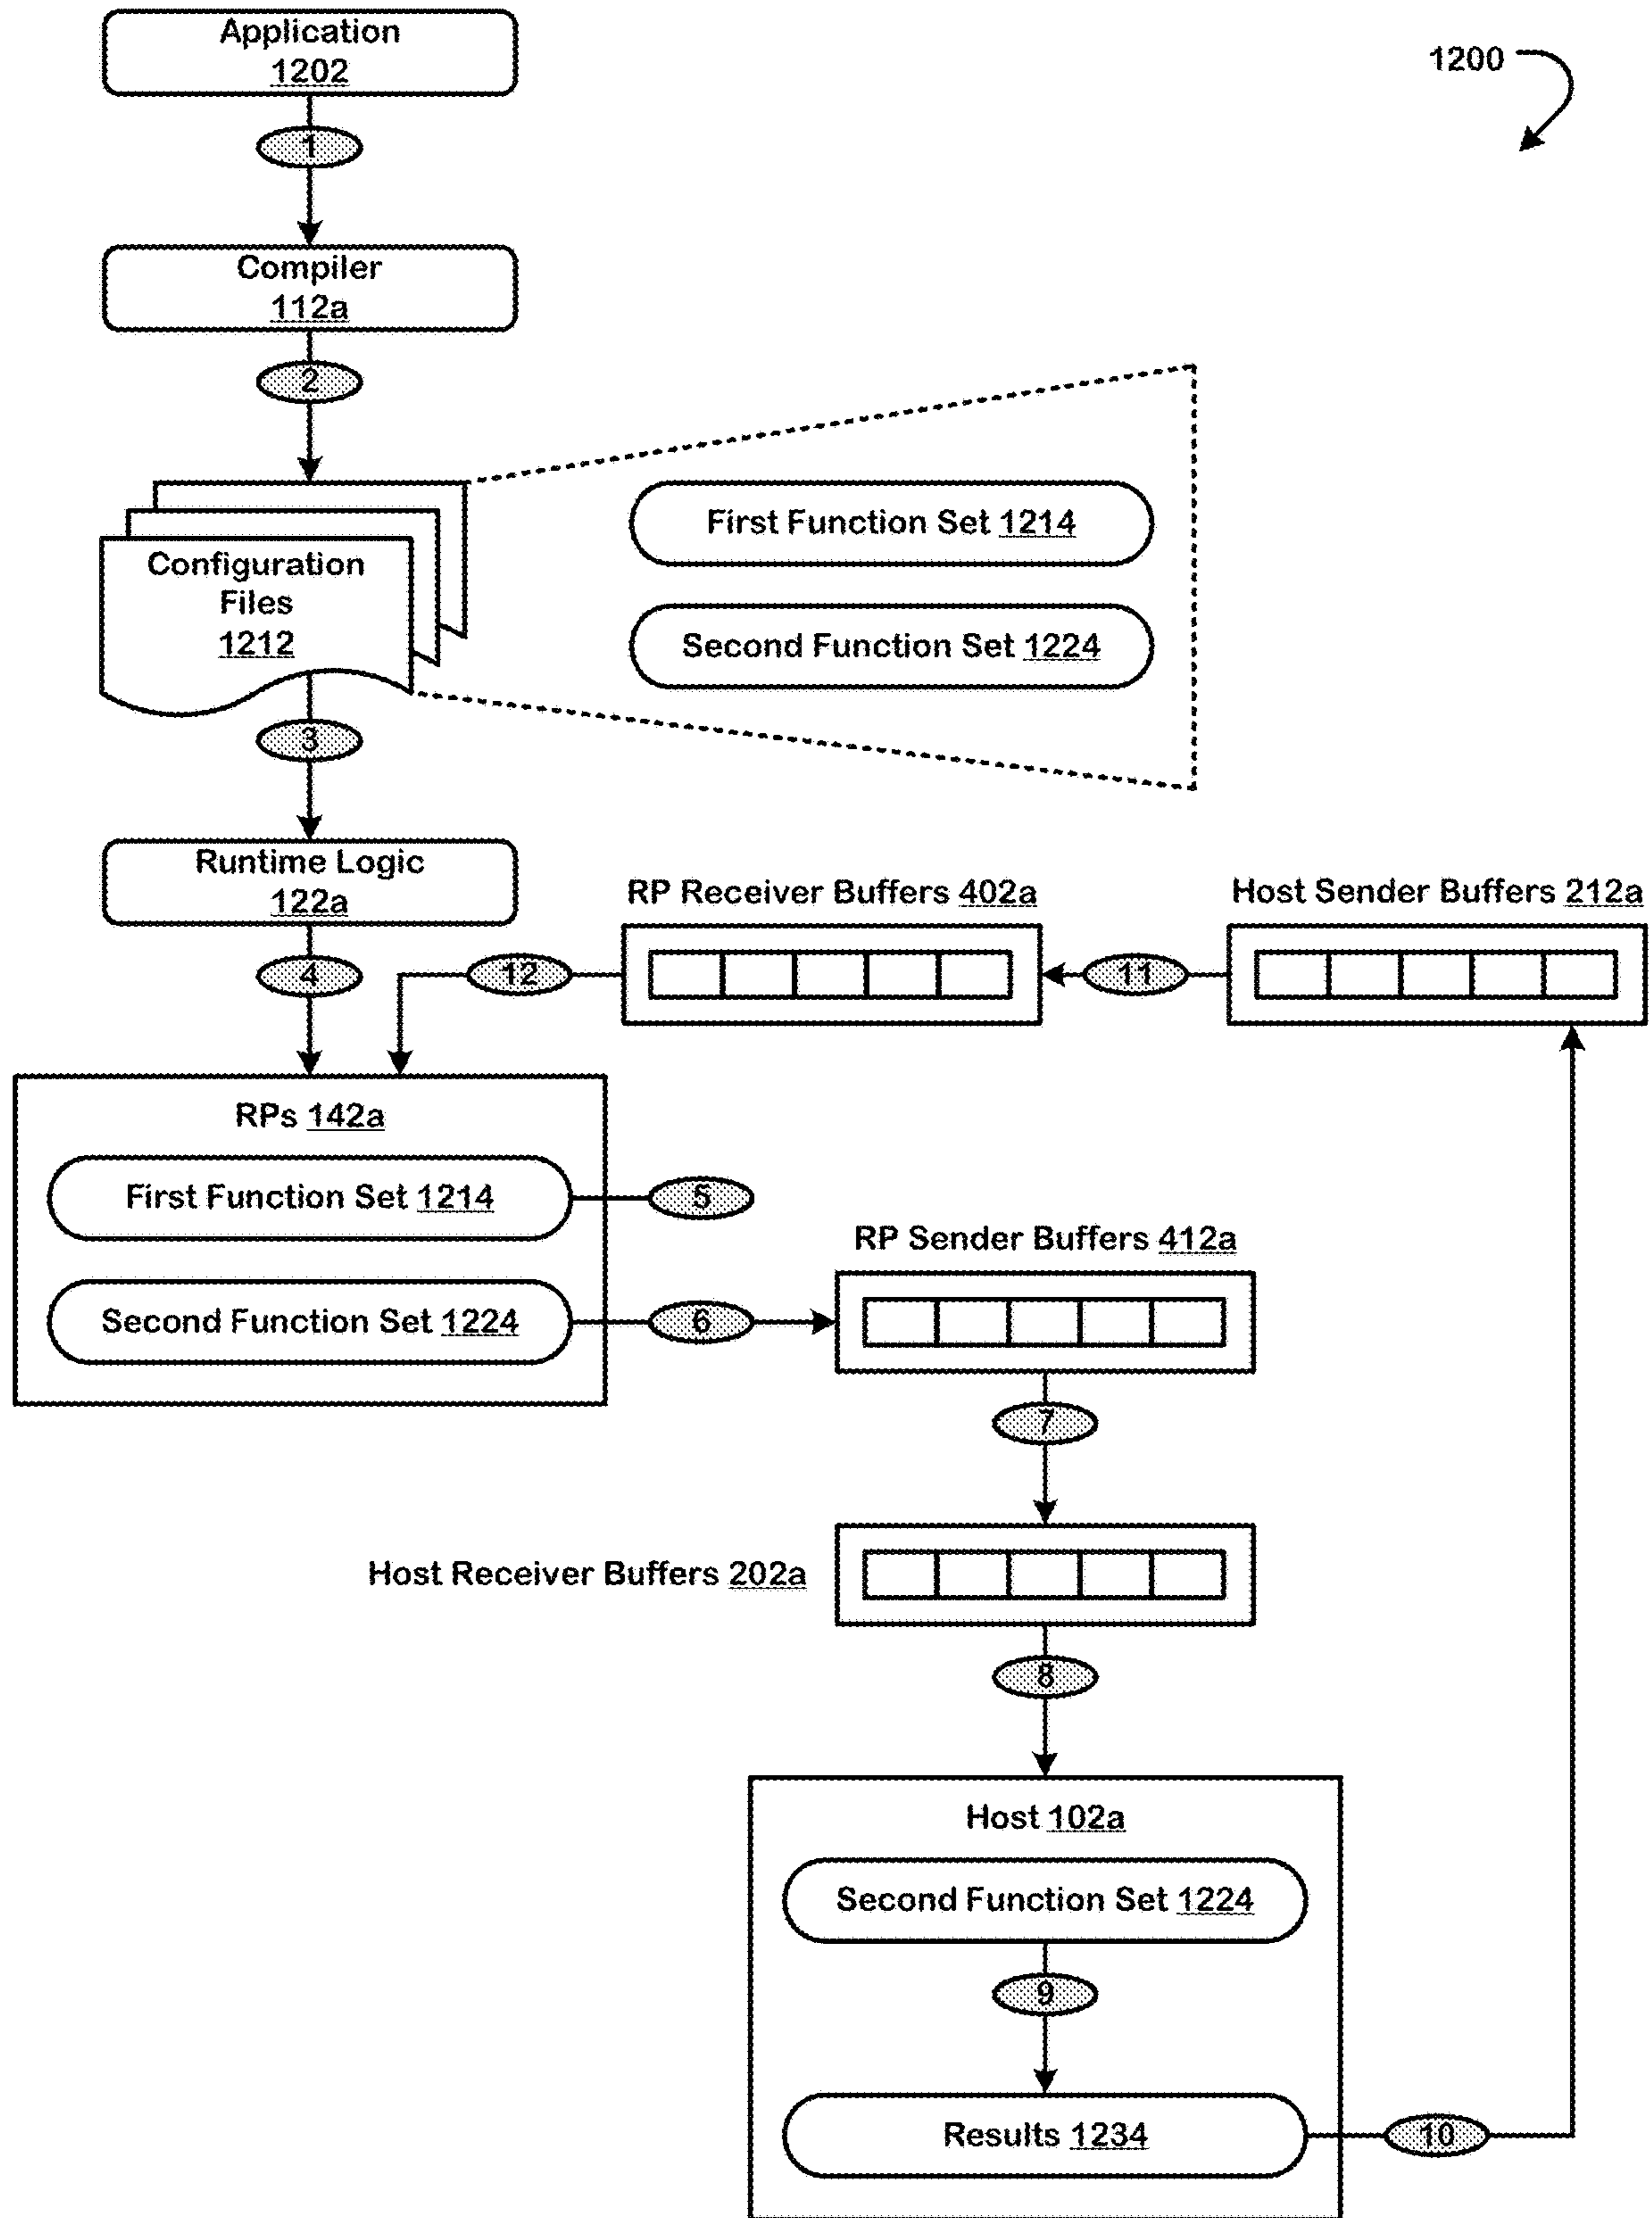 Application
1202
1200
1
Compiler
112a
2
Configuration
Files
1212
First Function Set 1214
Second Function Set 1224
3
Runtime Logic
122a
RP Receiver Buffers 402a
Host Sender Buffers 212a
4
12
11
RPs 142a
First Function Set 1214
5
Second Function Set 1224
6
RP Sender Buffers 412a
7
Host Receiver Buffers 202a
8
Host 102a
Second Function Set 1224
9
Results 1234
10